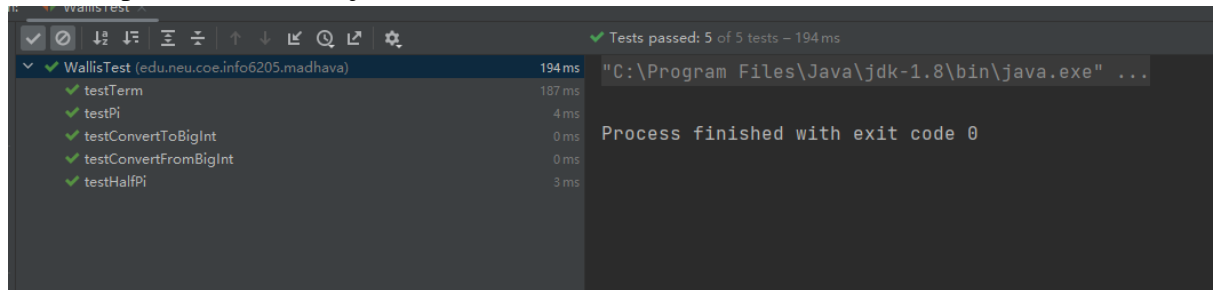 WallisTest ×
Tests passed: 5 of 5 tests – 194 ms
WallisTest (edu.neu.coe.info6205.madhava) 194 ms
testTerm 187 ms
testPi 4 ms
testConvertToBigInt 0 ms
testConvertFromBigInt 0 ms
testHalfPi 3 ms
"C:\Program Files\Java\jdk-1.8\bin\java.exe" ...
Process finished with exit code 0